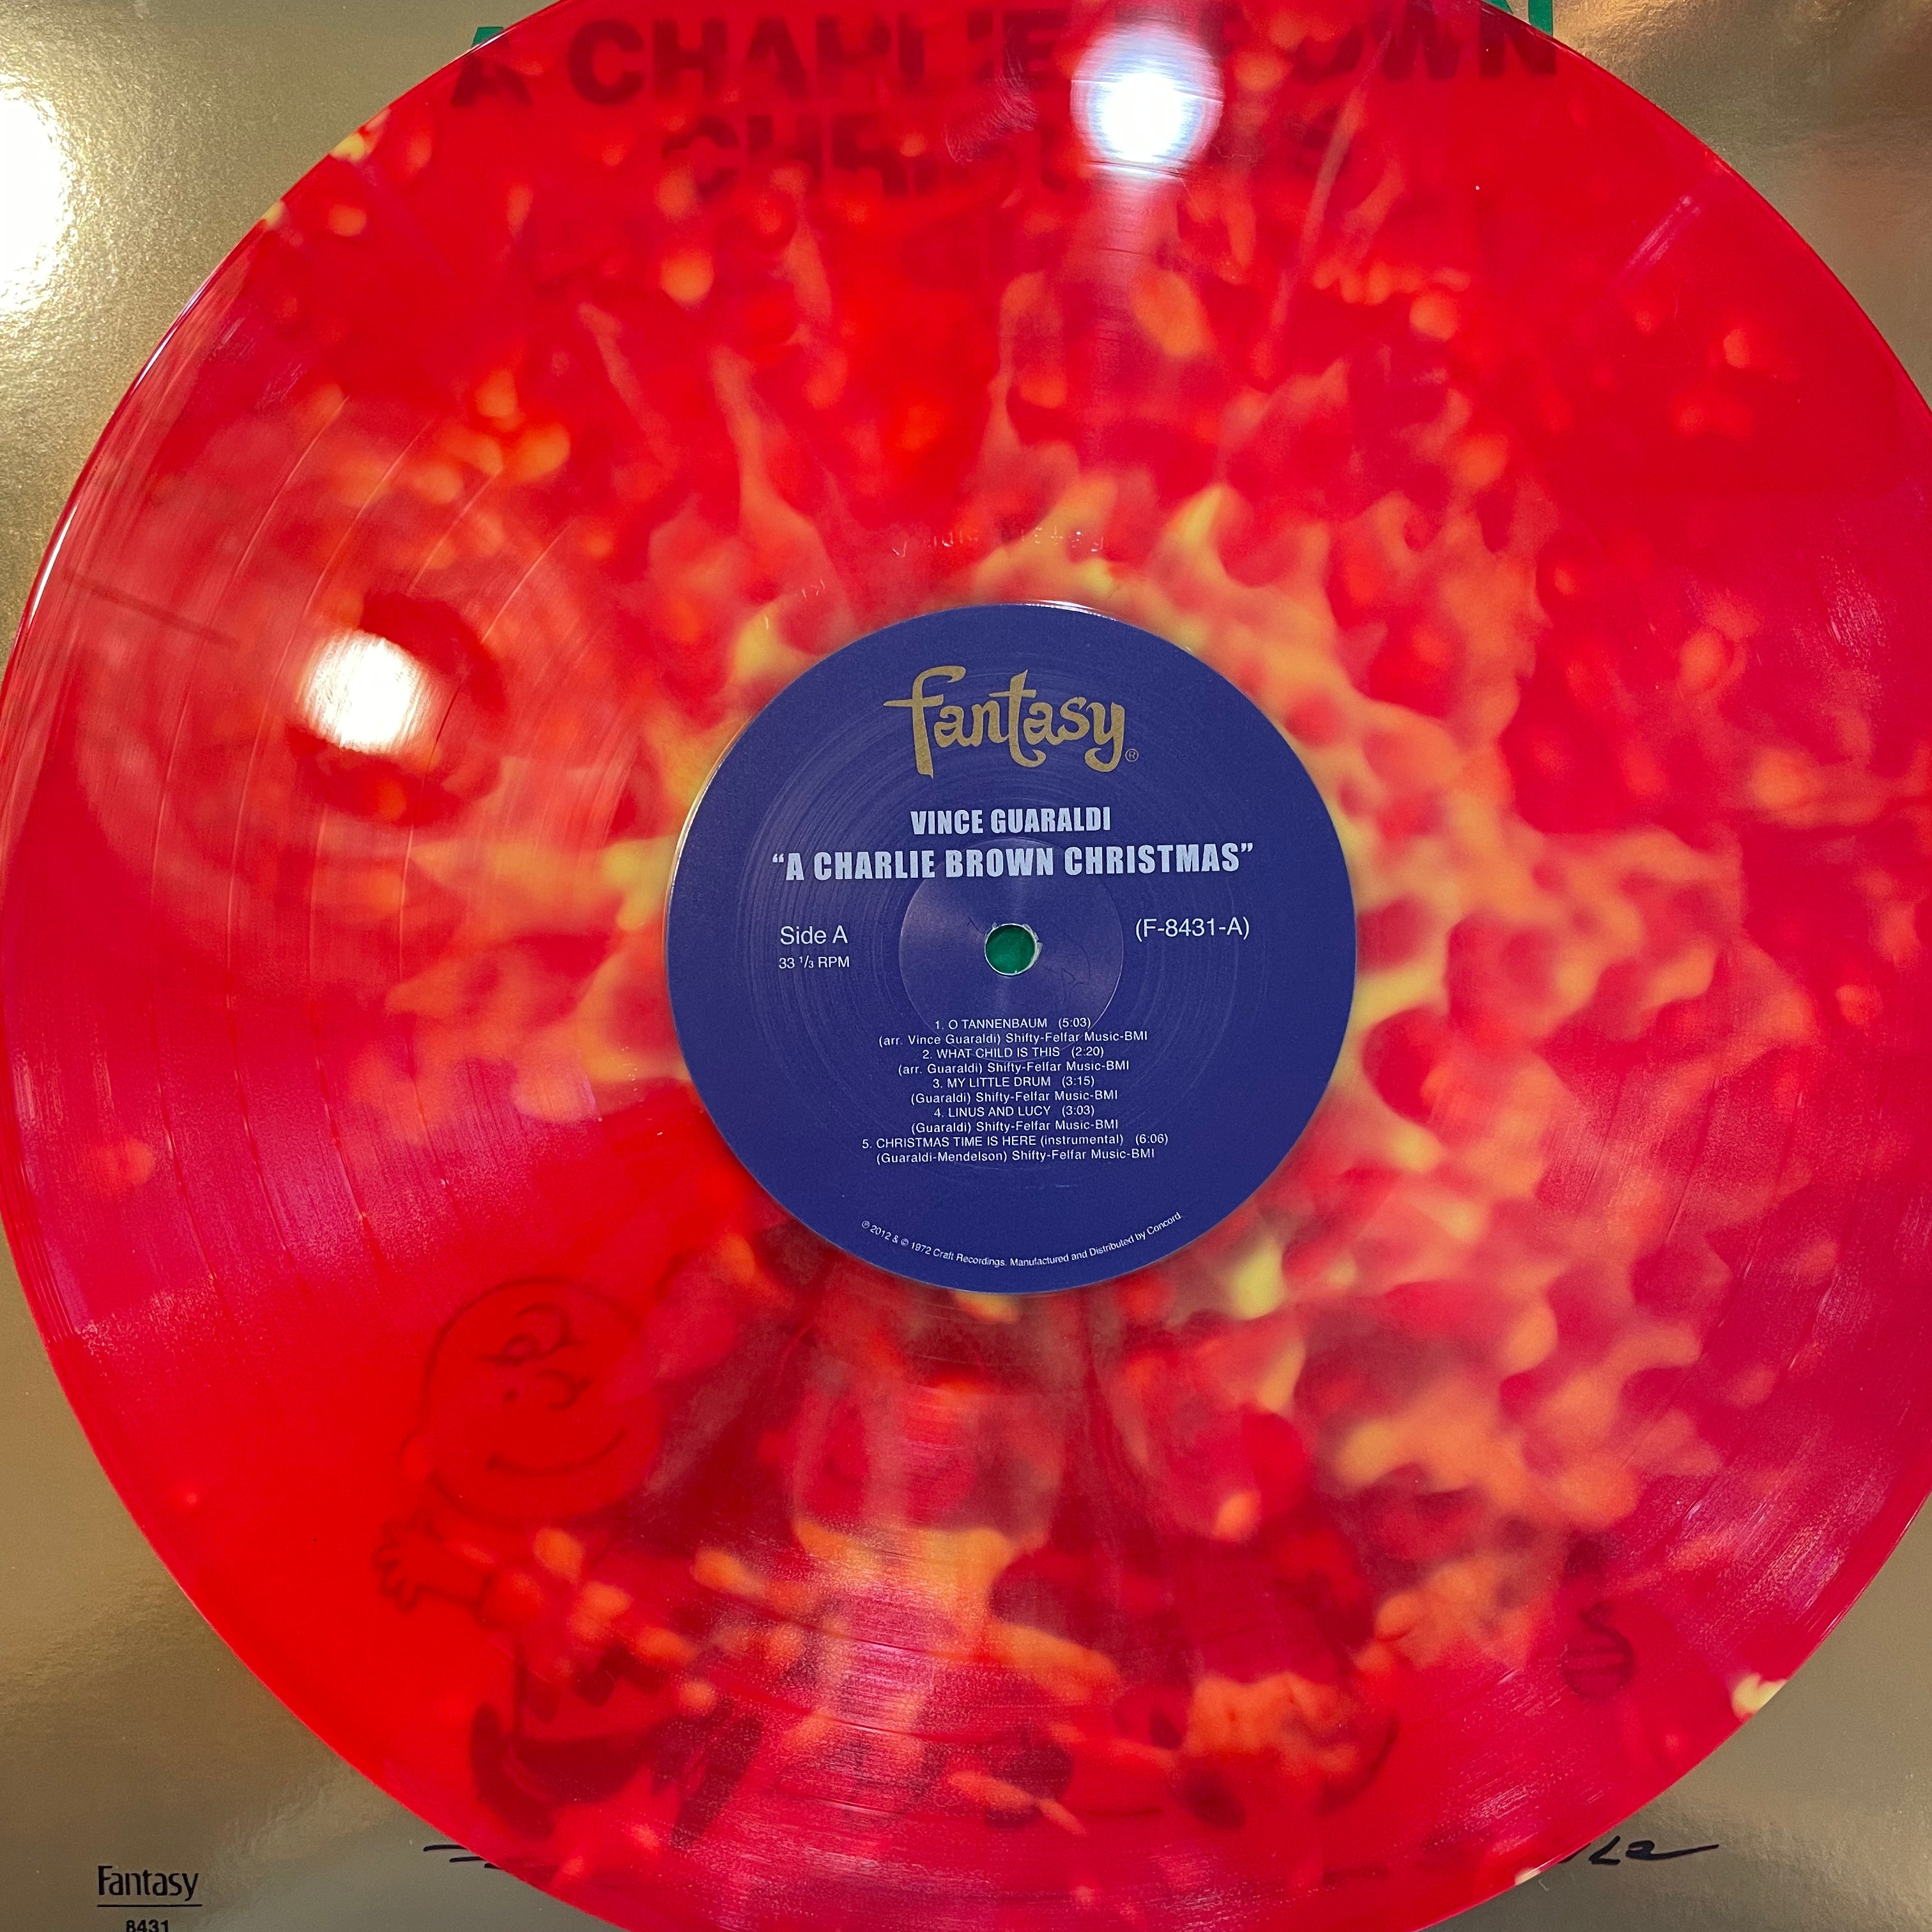 A CHARLIE BROWN
CHRISTMAS
fantasy®
VINCE GUARALDI
“A CHARLIE BROWN CHRISTMAS”
Side A
(F-8431-A)
33 1/3 RPM
1. O TANNENBAUM (5:03)
(arr. Vince Guaraldi) Shifty-Felfar Music-BMI
2. WHAT CHILD IS THIS (2:20)
(arr. Guaraldi) Shifty-Felfar Music-BMI
3. MY LITTLE DRUM (3:15)
(Guaraldi) Shifty-Felfar Music-BMI
4. LINUS AND LUCY (3:03)
(Guaraldi) Shifty-Felfar Music-BMI
5. CHRISTMAS TIME IS HERE (instrumental) (6:06)
(Guaraldi-Mendelson) Shifty-Felfar Music-BMI
℗ 2012 & © 1972 Craft Recordings. Manufactured and Distributed by Concord.
Fantasy
8431